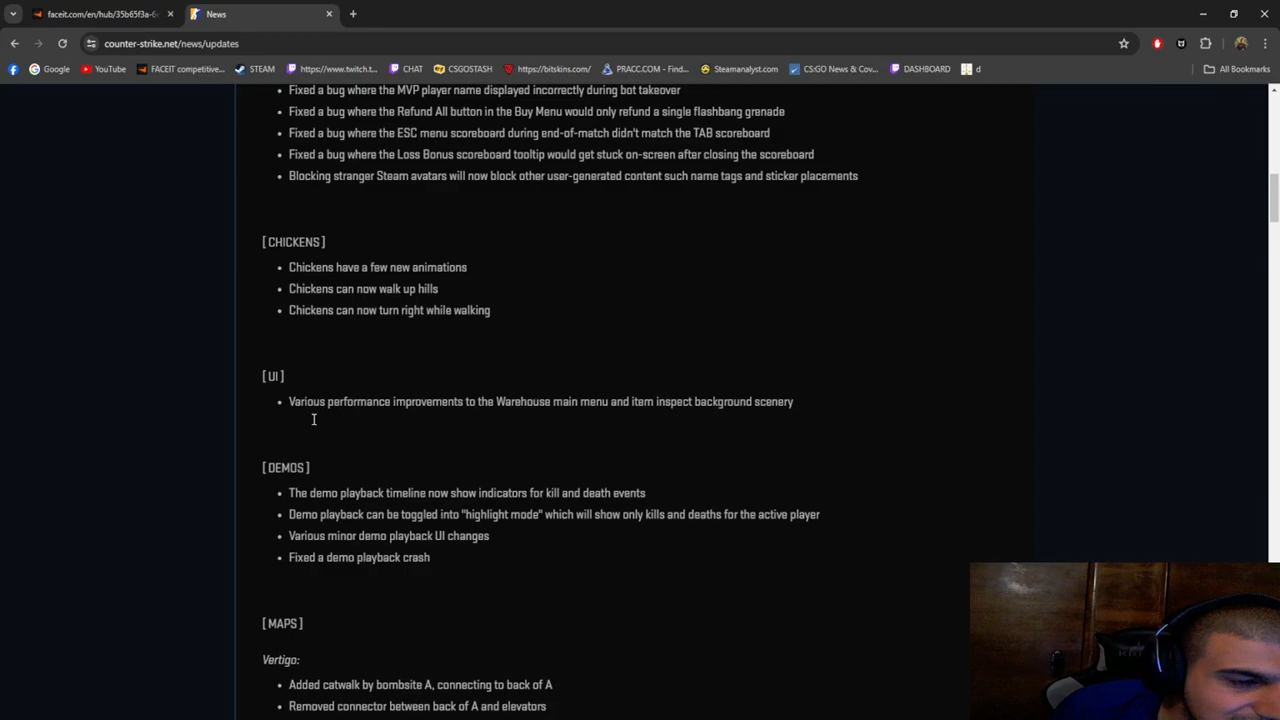 faceit.com/en/hub/35b65f3a-6
News
counter-strike.net/news/updates
Google
YouTube
FACEIT competitive...
STEAM
https://www.twitch.t...
CHAT
CSGOSTASH
https://bitskins.com/
PRACC.COM - Find...
Steamanalyst.com
CS:GO News & Cov...
DASHBOARD
d
All Bookmarks
• Fixed a bug where the MVP player name displayed incorrectly during bot takeover
• Fixed a bug where the Refund All button in the Buy Menu would only refund a single flashbang grenade
• Fixed a bug where the ESC menu scoreboard during end-of-match didn't match the TAB scoreboard
• Fixed a bug where the Loss Bonus scoreboard tooltip would get stuck on-screen after closing the scoreboard
• Blocking stranger Steam avatars will now block other user-generated content such name tags and sticker placements
[ CHICKENS ]
• Chickens have a few new animations
• Chickens can now walk up hills
• Chickens can now turn right while walking
[ UI ]
• Various performance improvements to the Warehouse main menu and item inspect background scenery
[ DEMOS ]
• The demo playback timeline now show indicators for kill and death events
• Demo playback can be toggled into "highlight mode" which will show only kills and deaths for the active player
• Various minor demo playback UI changes
• Fixed a demo playback crash
[ MAPS ]
Vertigo:
• Added catwalk by bombsite A, connecting to back of A
• Removed connector between back of A and elevators